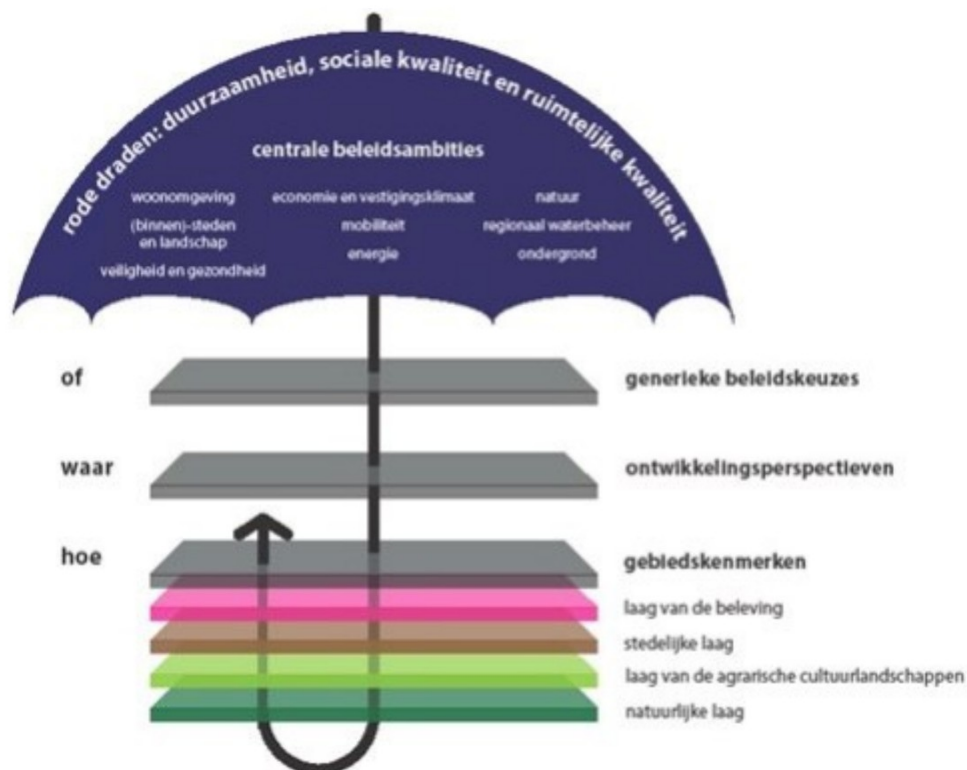 rode draden: duurzaamheid, sociale kwaliteit en ruimtelijke kwaliteit
centrale beleidsambities
woonomgeving
(binnen)-steden
en landschap
veiligheid en gezondheid
economie en vestigingsklimaat
mobiliteit
energie
natuur
regionaal waterbeheer
ondergrond
of
generieke beleidskeuzes
waar
ontwikkelingsperspectieven
hoe
gebiedskenmerken
laag van de beleving
stedelijke laag
laag van de agrarische cultuurlandschappen
natuurlijke laag